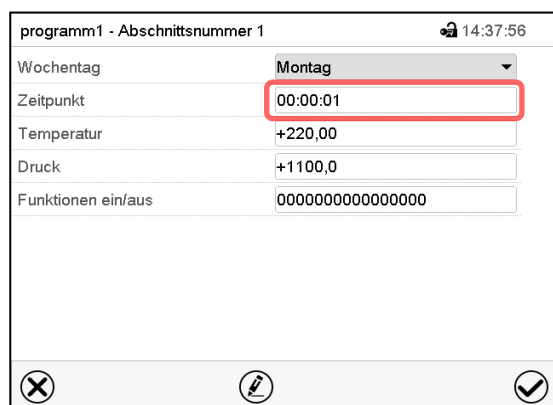 programm1 - Abschnittsnummer 1 14:37:56
Wochentag Montag
Zeitpunkt 00:00:01
Temperatur +220,00
Druck +1100,0
Funktionen ein/aus 0000000000000000